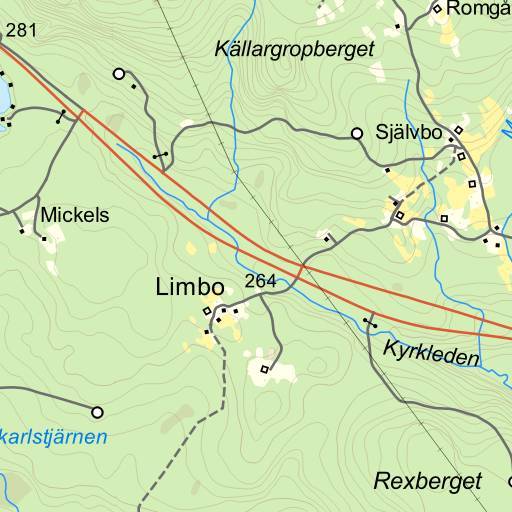 Romgå
281
Källargropberget
Självbo
Mickels
Limbo
264
Kyrkleden
karlstjärnen
Rexberget